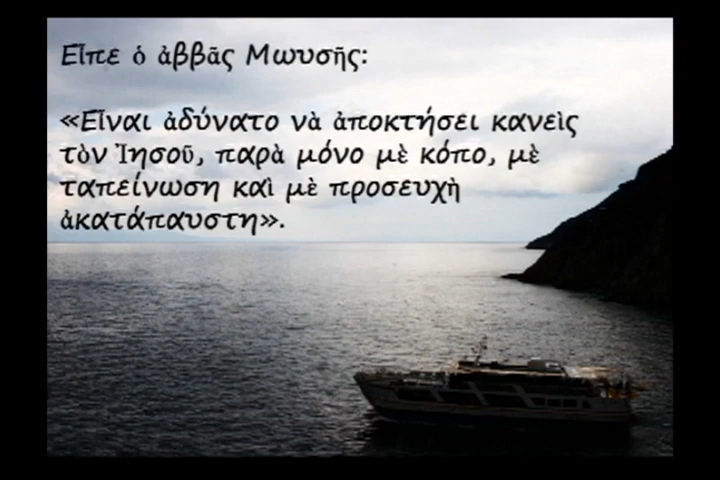 Εἶπε ὁ ἀββᾶς Μωυσῆς:
«Εἶναι ἀδύνατο νὰ ἀποκτήσει κανεὶς
τὸν Ἰησοῦ, παρὰ μόνο μὲ κόπο, μὲ
ταπείνωση καὶ μὲ προσευχὴ
ἀκατάπαυστη».